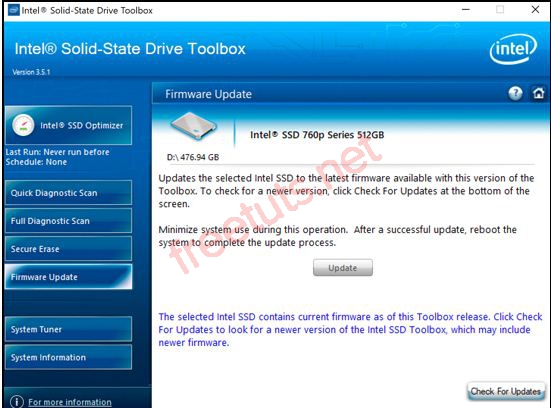 Intel® Solid-State Drive Toolbox
Intel® Solid-State Drive Toolbox
intel
Version 3.5.1
Firmware Update
Intel® SSD Optimizer
Intel® SSD 760p Series 512GB
Last Run: Never run before
Schedule: None
D:\ 476.94 GB
Quick Diagnostic Scan
Full Diagnostic Scan
Secure Erase
Firmware Update
System Tuner
System Information
For more information
Updates the selected Intel SSD to the latest firmware available with this version of the
Toolbox. To check for a newer version, click Check For Updates at the bottom of the
screen.
Minimize system use during this operation. After a successful update, reboot the
system to complete the update process.
Update
The selected Intel SSD contains current firmware as of this Toolbox release. Click Check
For Updates to look for a newer version of the Intel SSD Toolbox, which may include
newer firmware.
Check For Updates
freetuts.net